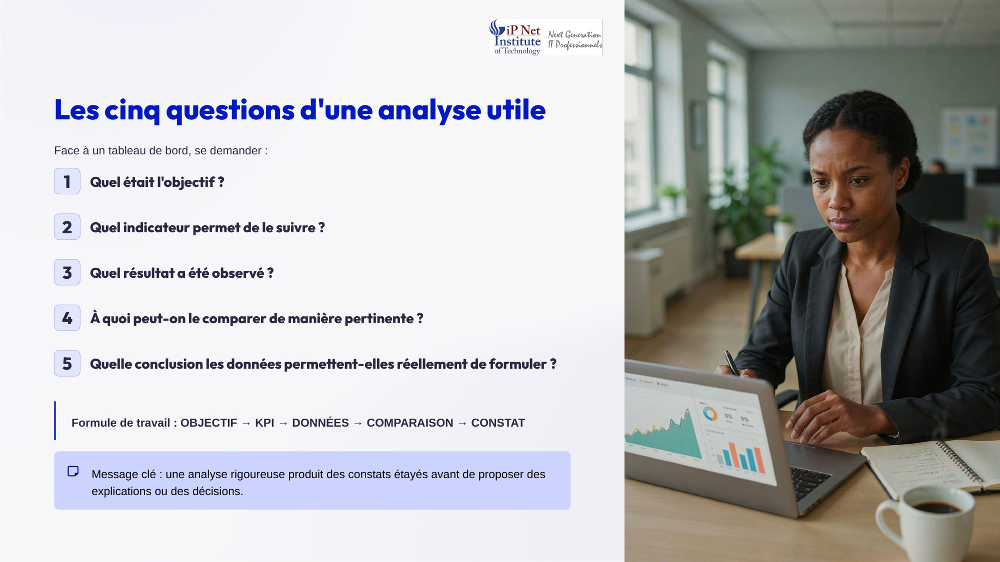 iP Net
Institute
of Technology
Next Generation
IT Professionnels
Les cinq questions d'une analyse utile
Face à un tableau de bord, se demander :
1 Quel était l'objectif ?
2 Quel indicateur permet de le suivre ?
3 Quel résultat a été observé ?
4 À quoi peut-on le comparer de manière pertinente ?
5 Quelle conclusion les données permettent-elles réellement de formuler ?
Formule de travail : OBJECTIF → KPI → DONNÉES → COMPARAISON → CONSTAT
Message clé : une analyse rigoureuse produit des constats étayés avant de proposer des
explications ou des décisions.
0%
9%